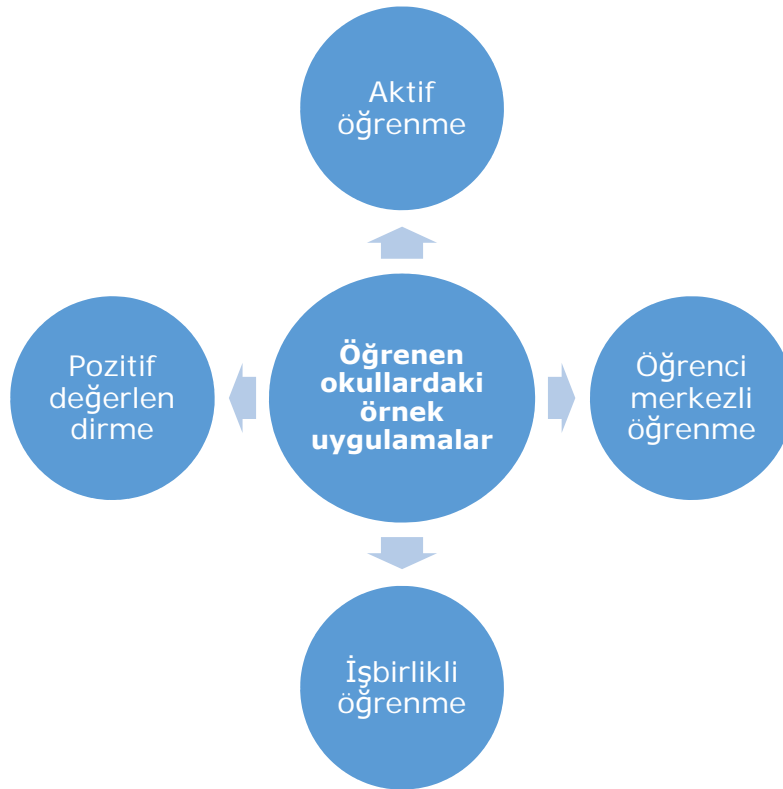 Aktif
öğrenme
Öğrenen
okullardaki
örnek
uygulamalar
Pozitif
değerlen
dirme
Öğrenci
merkezli
öğrenme
İşbirlikli
öğrenme